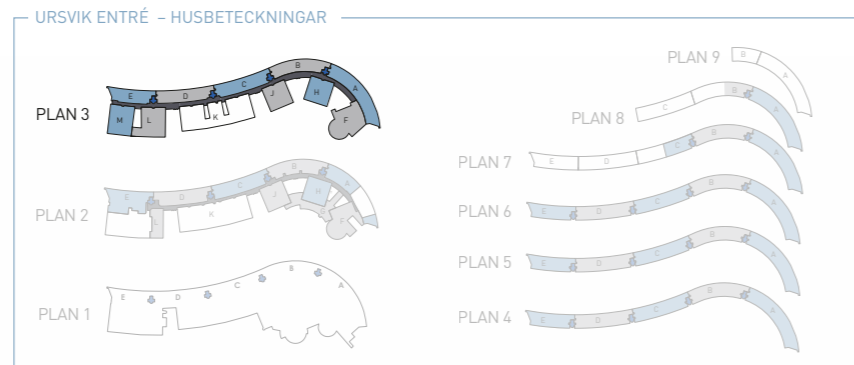 URSVIK ENTRÉ – HUSBETECKNINGAR
PLAN 3
E D C B A
M L K J H F
PLAN 2
E D C B A
L K J H F
PLAN 1
E D C B A
PLAN 9
B A
PLAN 8
C B A
PLAN 7
E D C B A
PLAN 6
E D C B A
PLAN 5
E D C B A
PLAN 4
E D C B A